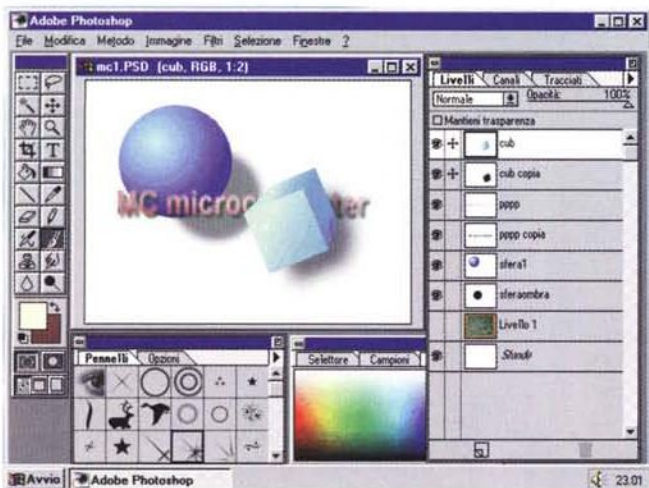 Adobe Photoshop
File Modifica Metodo Immagine Filtri Selezione Finestre ?
mc1.PSD (cub, RGB, 1:2)
MC microc ter
Livelli Canali Tracciati
Normale Opacità: 100%
Mantieni trasparenza
cub
cub copia
pppp
pppp copia
sfera1
sferaombra
Livello 1
Sfondo
Pennelli Opzioni
Selettore Campioni
Avvio Adobe Photoshop 23.01